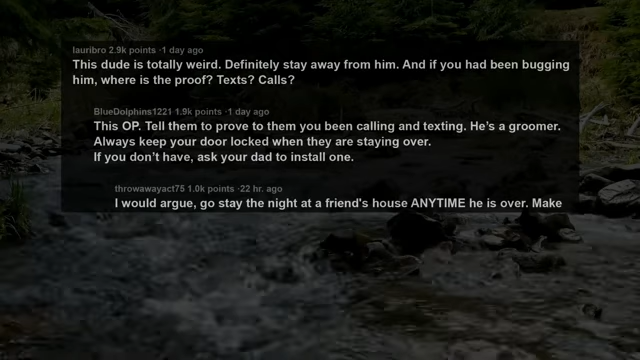 lauribro 2.9k points ·1 day ago
This dude is totally weird. Definitely stay away from him. And if you had been bugging
him, where is the proof? Texts? Calls?
BlueDolphins1221 1.9k points ·1 day ago
This OP. Tell them to prove to them you been calling and texting. He’s a groomer.
Always keep your door locked when they are staying over.
If you don’t have, ask your dad to install one.
throwawayact75 1.0k points ·22 hr. ago
I would argue, go stay the night at a friend's house ANYTIME he is over. Make